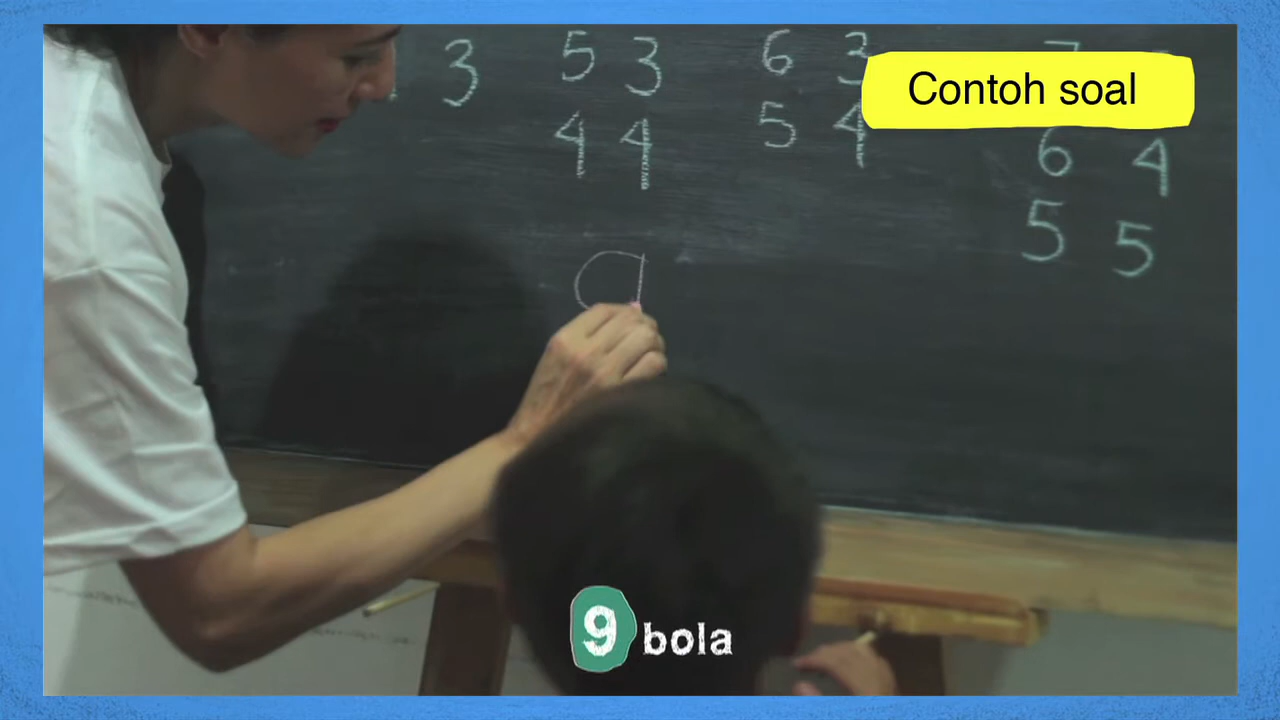 Contoh soal
3 5 3 6 3
4 4 5 4
6 4
5 5
9 bola